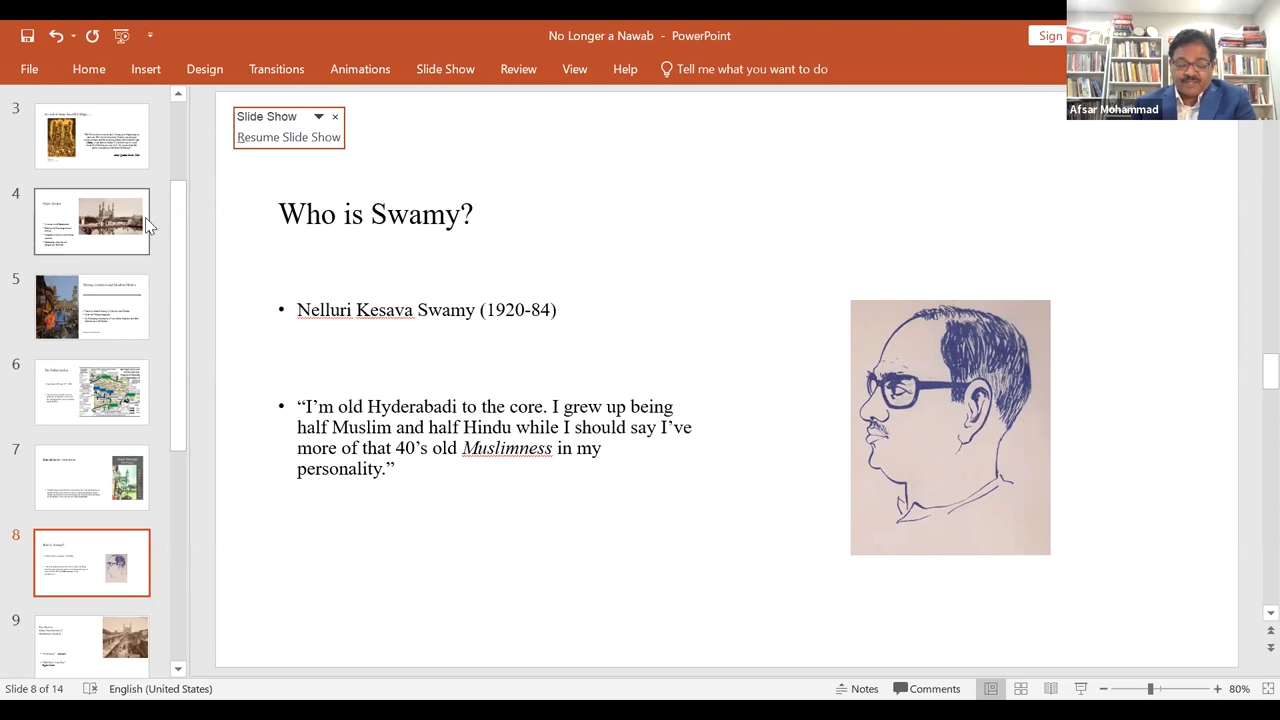 No Longer a Nawab - PowerPoint
Sign
File Home Insert Design Transitions Animations Slide Show Review View Help Tell me what you want to do
Afsar Mohammad
3
4
5
6
7
8
9
Slide Show
Resume Slide Show
Who is Swamy?
• Nelluri Kesava Swamy (1920-84)
• “I’m old Hyderabadi to the core. I grew up being
half Muslim and half Hindu while I should say I’ve
more of that 40’s old Muslimness in my
personality.”
Slide 8 of 14 English (United States) Notes Comments 80%